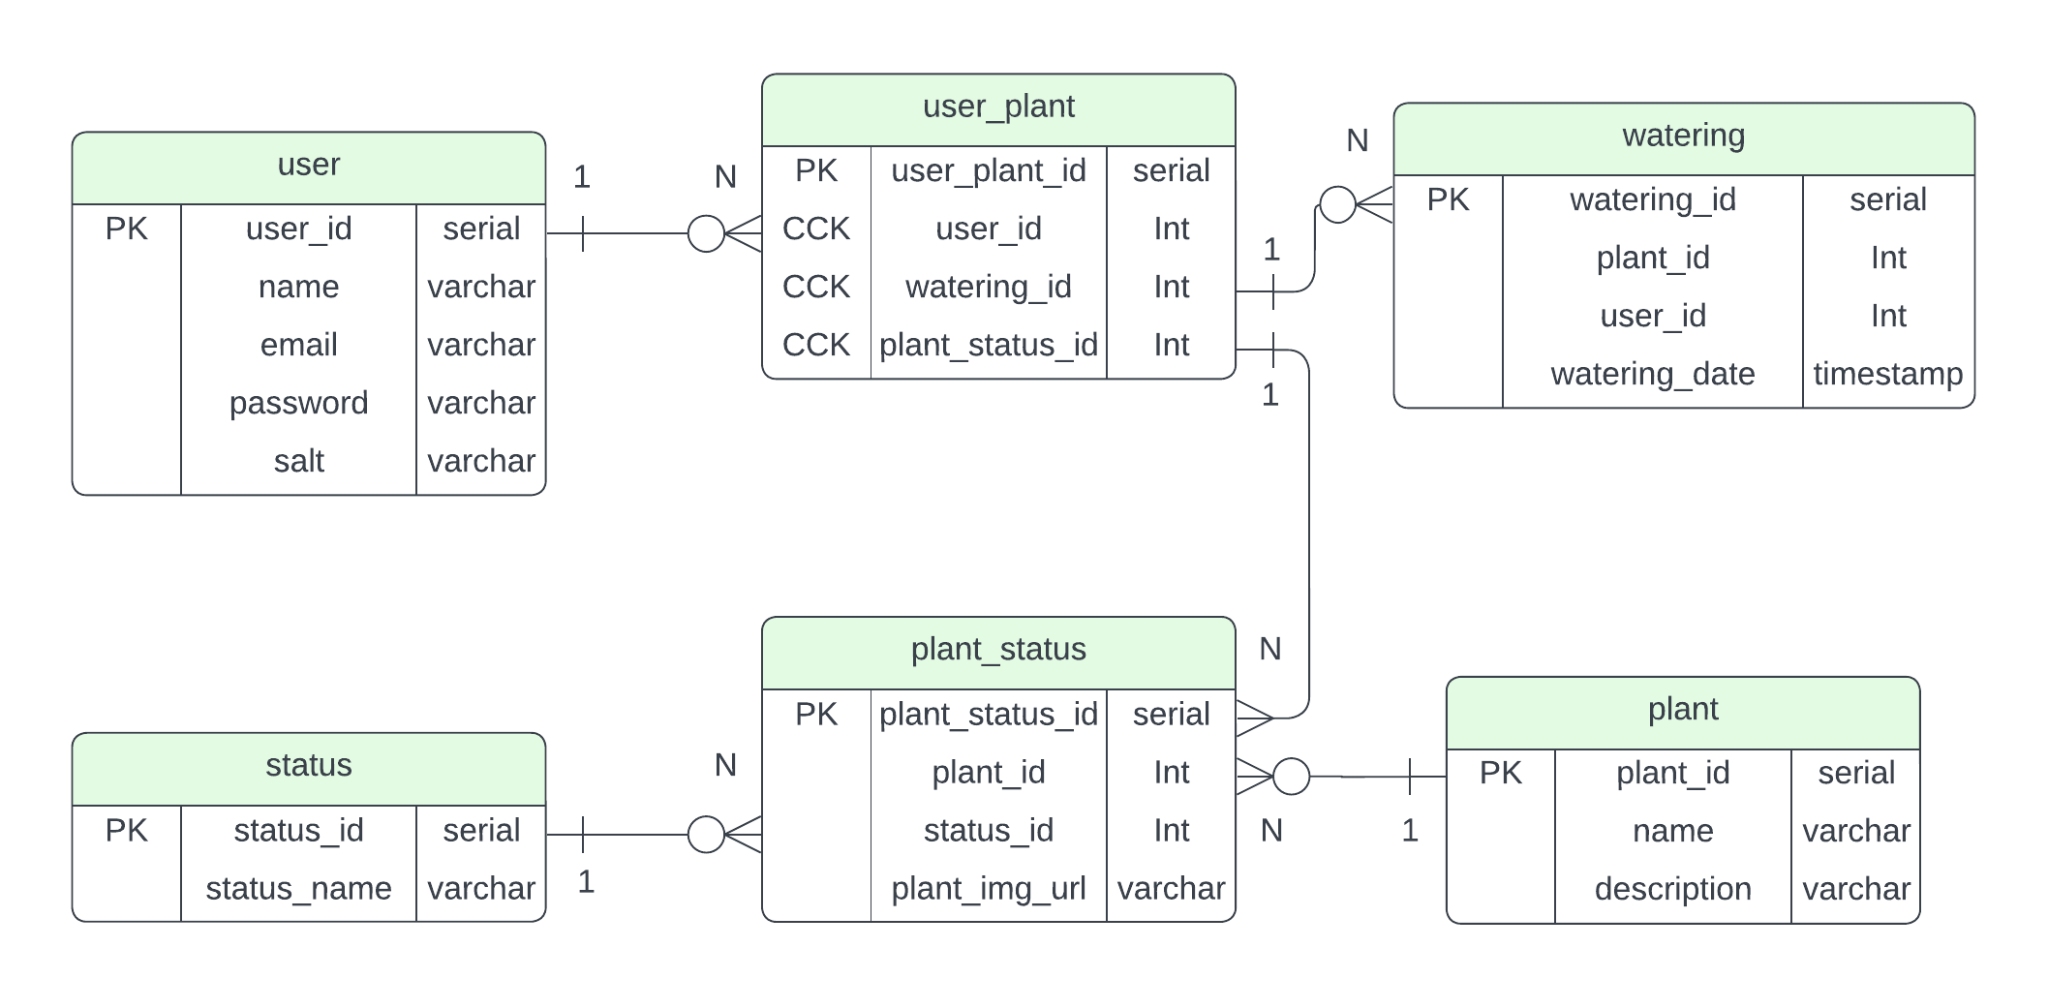 user
PK user_id serial
name varchar
email varchar
password varchar
salt varchar
1 N
user_plant
PK user_plant_id serial
CCK user_id Int
CCK watering_id Int
CCK plant_status_id Int
1 N
1 N
watering
PK watering_id serial
plant_id Int
user_id Int
watering_date timestamp
status
PK status_id serial
status_name varchar
1 N
plant_status
PK plant_status_id serial
plant_id Int
status_id Int
plant_img_url varchar
N 1
plant
PK plant_id serial
name varchar
description varchar